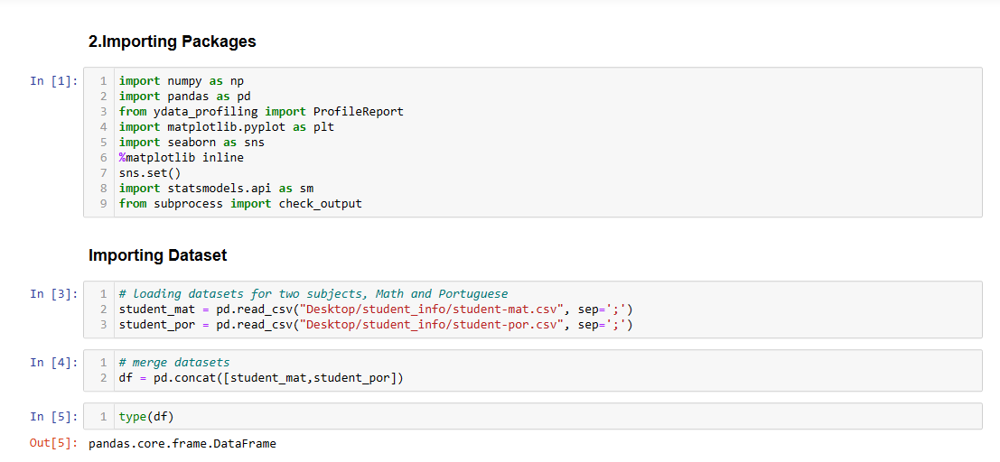 2.Importing Packages
In [1]:
1 import numpy as np
2 import pandas as pd
3 from ydata_profiling import ProfileReport
4 import matplotlib.pyplot as plt
5 import seaborn as sns
6 %matplotlib inline
7 sns.set()
8 import statsmodels.api as sm
9 from subprocess import check_output
Importing Dataset
In [3]:
1 # loading datasets for two subjects, Math and Portuguese
2 student_mat = pd.read_csv("Desktop/student_info/student-mat.csv", sep=';')
3 student_por = pd.read_csv("Desktop/student_info/student-por.csv", sep=';')
In [4]:
1 # merge datasets
2 df = pd.concat([student_mat,student_por])
In [5]:
1 type(df)
Out[5]: pandas.core.frame.DataFrame